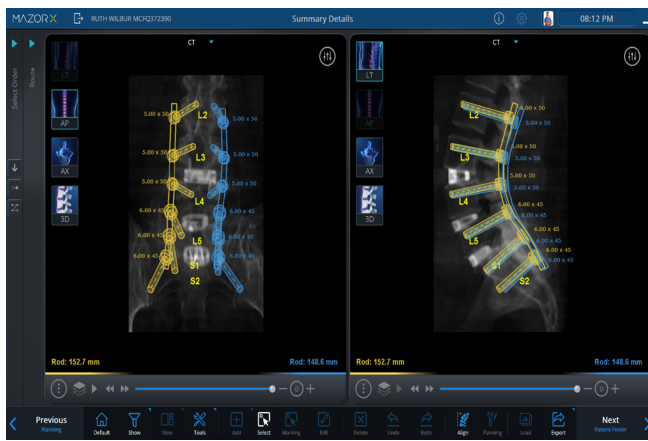 MAZOR X
RUTH WILBUR MCFQ372390
Summary Details
08:12 PM
Select Order
Route
LT
AP
AX
3D
CT
5.00 x 50
L2
5.00 x 50
5.00 x 50
L3
5.00 x 50
5.00 x 50
L4
5.00 x 50
6.00 x 45
6.00 x 45
6.00 x 45
L5
6.00 x 45
6.00 x 45
S1
6.00 x 45
S2
Rod: 152.7 mm
Rod: 148.6 mm
0
LT
AP
AX
3D
CT
5.00 x 50
L2
5.00 x 50
5.00 x 50
L3
5.00 x 50
5.00 x 50
L4
5.00 x 50
6.00 x 45
6.00 x 45
L5
6.00 x 45
6.00 x 45
S1
6.00 x 45
6.00 x 45
S2
Rod: 152.7 mm
Rod: 148.6 mm
0
Previous
Planning
Default
Show
View
Tools
Add
Select
Marking
Edit
Delete
Undo
Redo
Align
Planning
Load
Export
Next
Patient Folder